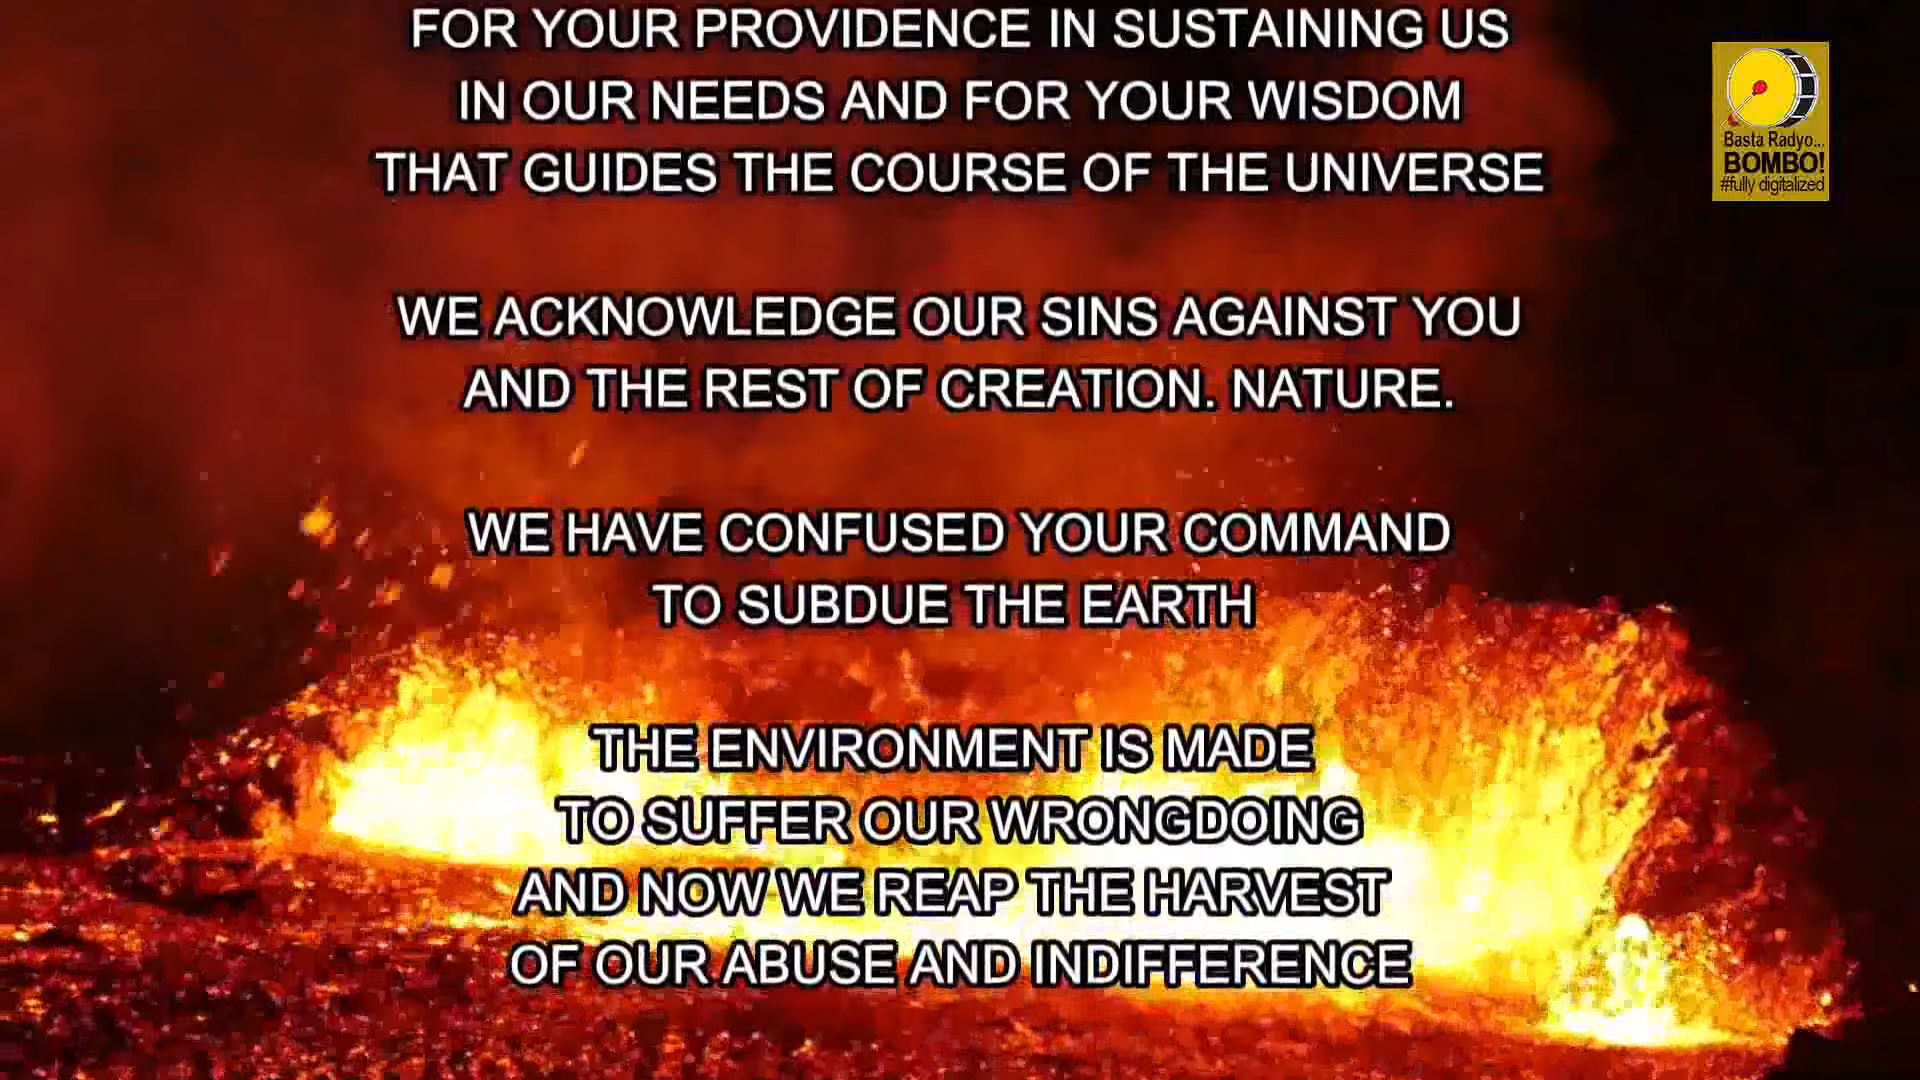 FOR YOUR PROVIDENCE IN SUSTAINING US
IN OUR NEEDS AND FOR YOUR WISDOM
THAT GUIDES THE COURSE OF THE UNIVERSE
WE ACKNOWLEDGE OUR SINS AGAINST YOU
AND THE REST OF CREATION. NATURE.
WE HAVE CONFUSED YOUR COMMAND
TO SUBDUE THE EARTH
THE ENVIRONMENT IS MADE
TO SUFFER OUR WRONGDOING
AND NOW WE REAP THE HARVEST
OF OUR ABUSE AND INDIFFERENCE
Basta Radyo...
BOMBO!
#fully digitalized